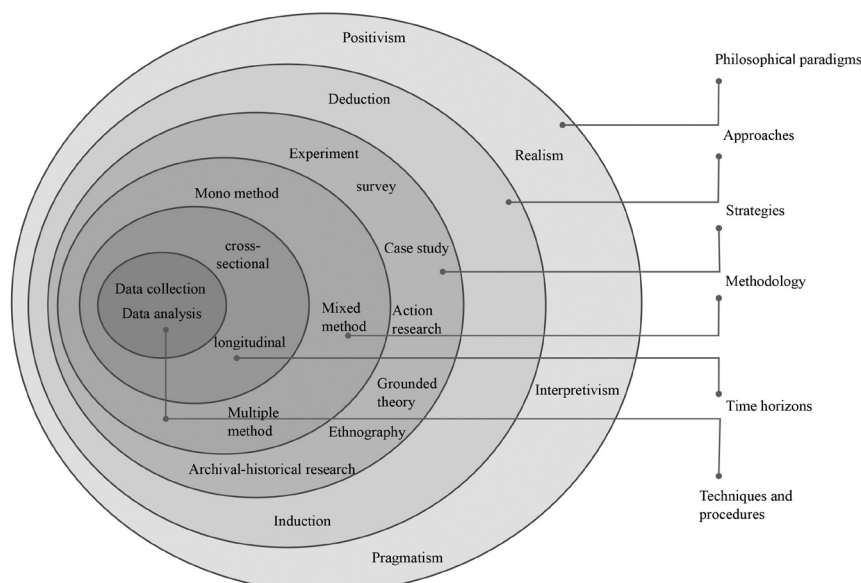 Positivism
Philosophical paradigms
Deduction
Approaches
Experiment
Realism
survey
Mono method
Strategies
cross-
sectional
Case study
Methodology
Data collection
Data analysis
Mixed
method
Action
research
longitudinal
Grounded
theory
Interpretivism
Time horizons
Multiple
method
Ethnography
Archival-historical research
Techniques and
procedures
Induction
Pragmatism